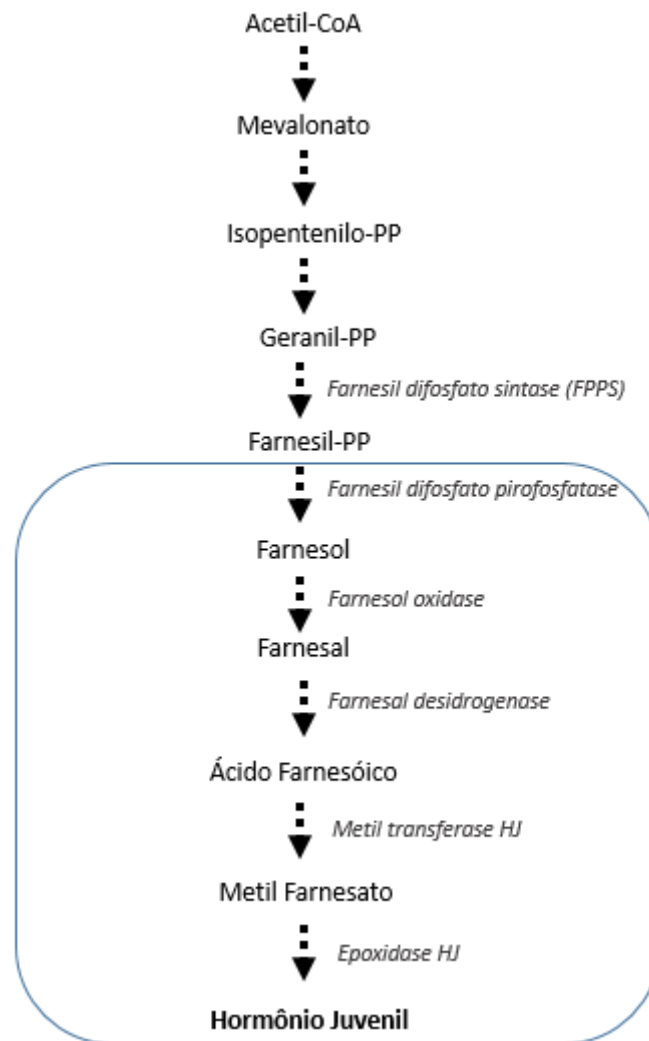 Acetil-CoA
Mevalonato
Isopentenilo-PP
Geranil-PP
Farnesil difosfato sintase (FPPS)
Farnesil-PP
Farnesil difosfato pirofosfatase
Farnesol
Farnesol oxidase
Farnesal
Farnesal desidrogenase
Ácido Farnesóico
Metil transferase HJ
Metil Farnesato
Epoxidase HJ
Hormônio Juvenil